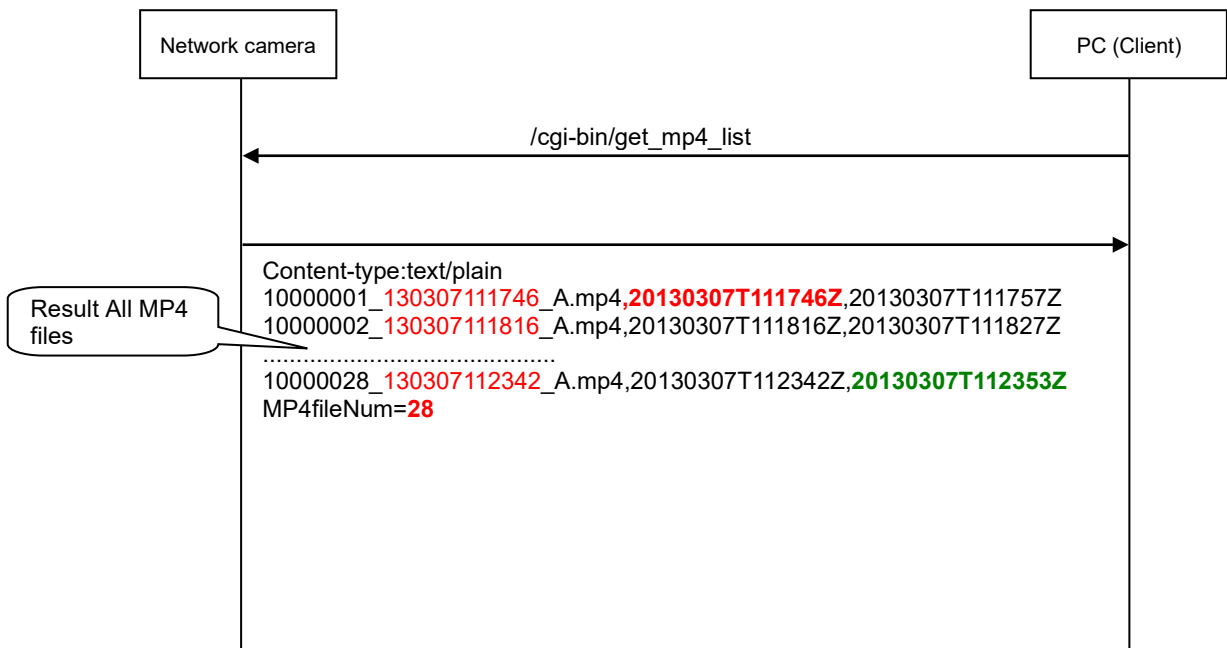 Network camera
PC (Client)
/cgi-bin/get_mp4_list
Content-type:text/plain
10000001_130307111746_A.mp4,20130307T111746Z,20130307T111757Z
10000002_130307111816_A.mp4,20130307T111816Z,20130307T111827Z
............................................
10000028_130307112342_A.mp4,20130307T112342Z,20130307T112353Z
MP4fileNum=28
Result All MP4
files